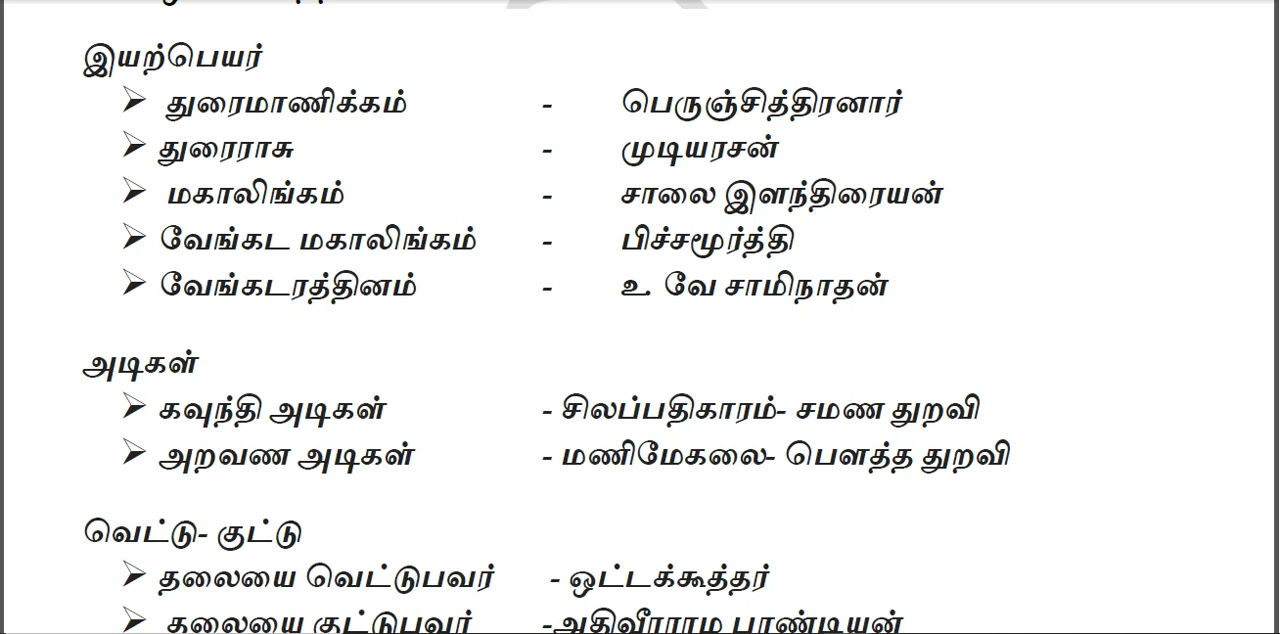 இயற்பெயர்
➢ துரைமாணிக்கம் - பெருஞ்சித்திரனார்
➢ துரைராசு - முடியரசன்
➢ மகாலிங்கம் - சாலை இளந்திரையன்
➢ வேங்கட மகாலிங்கம் - பிச்சமூர்த்தி
➢ வேங்கடரத்தினம் - உ. வே சாமிநாதன்
அடிகள்
➢ கவுந்தி அடிகள் - சிலப்பதிகாரம்- சமண துறவி
➢ அறவண அடிகள் - மணிமேகலை- பௌத்த துறவி
வெட்டு- குட்டு
➢ தலையை வெட்டுபவர் - ஒட்டக்கூத்தர்
➢ தலையை குட்டுபவர் -அதிவீரராம பாண்டியன்